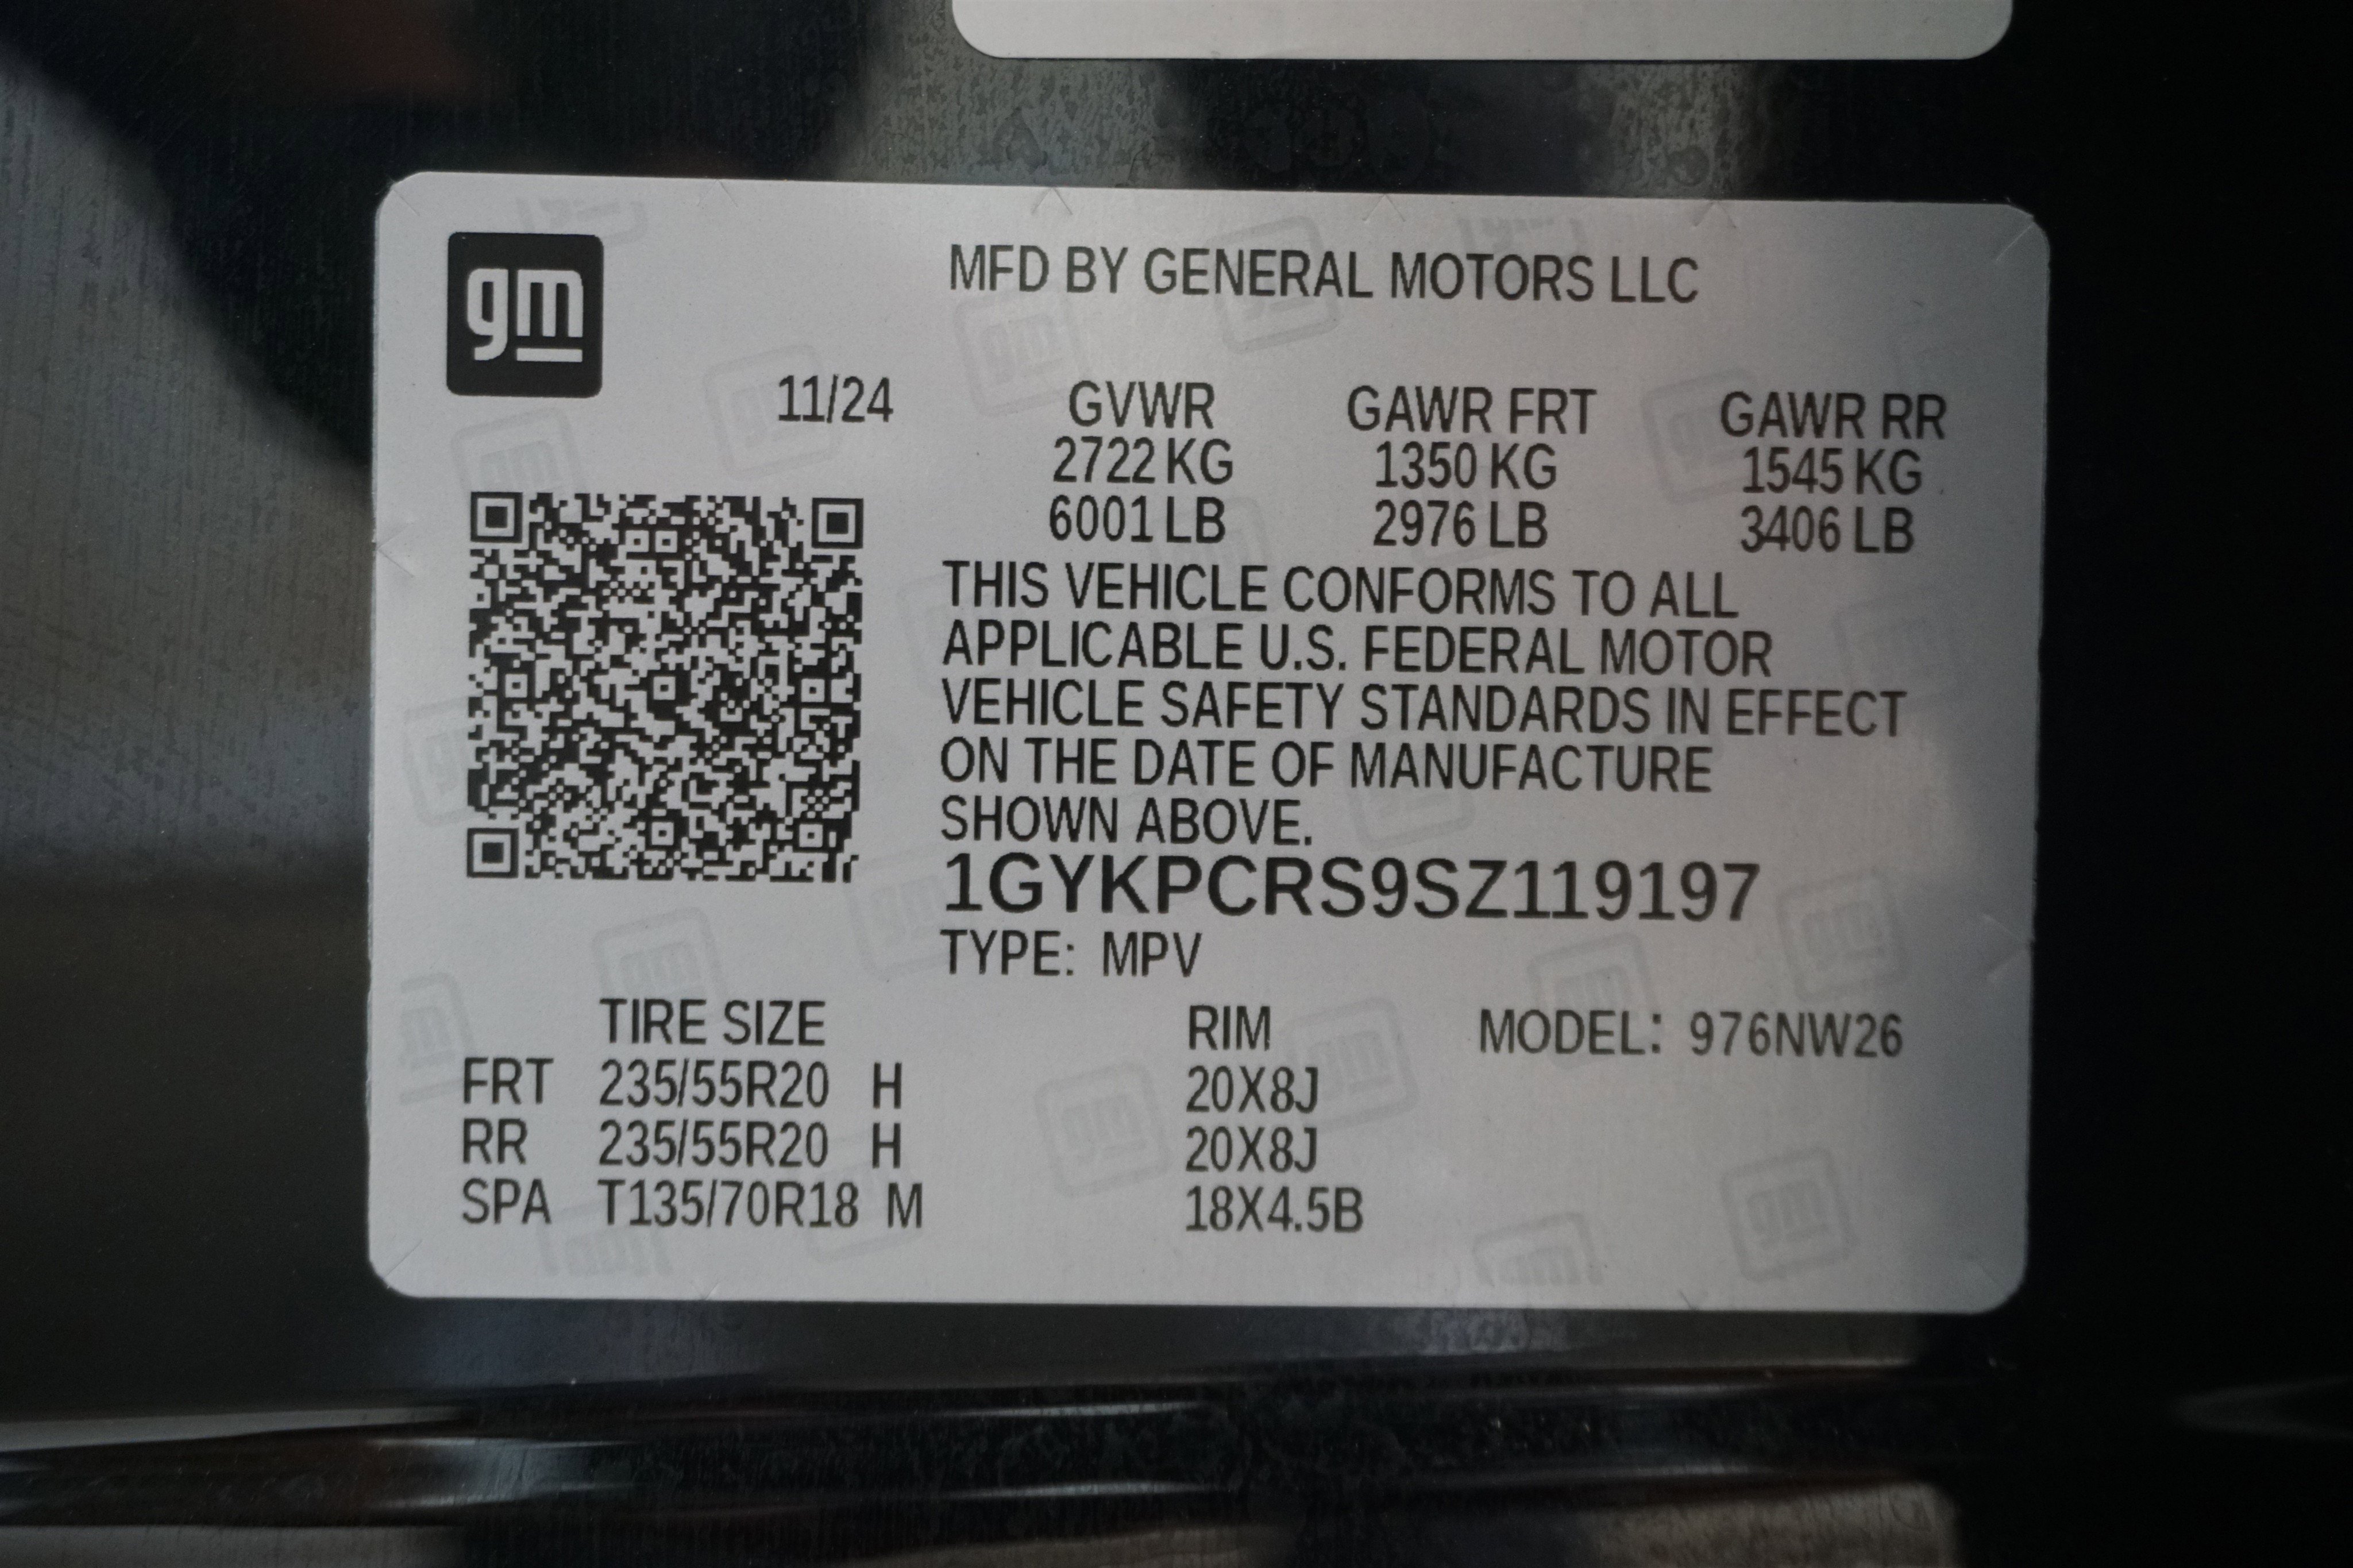 gm
MFD BY GENERAL MOTORS LLC
11/24 GVWR GAWR FRT GAWR RR
2722 KG 1350 KG 1545 KG
6001 LB 2976 LB 3406 LB
THIS VEHICLE CONFORMS TO ALL
APPLICABLE U.S. FEDERAL MOTOR
VEHICLE SAFETY STANDARDS IN EFFECT
ON THE DATE OF MANUFACTURE
SHOWN ABOVE.
1GYKPCRS9SZ119197
TYPE: MPV
TIRE SIZE RIM MODEL: 976NW26
FRT 235/55R20 H 20X8J
RR 235/55R20 H 20X8J
SPA T135/70R18 M 18X4.5B